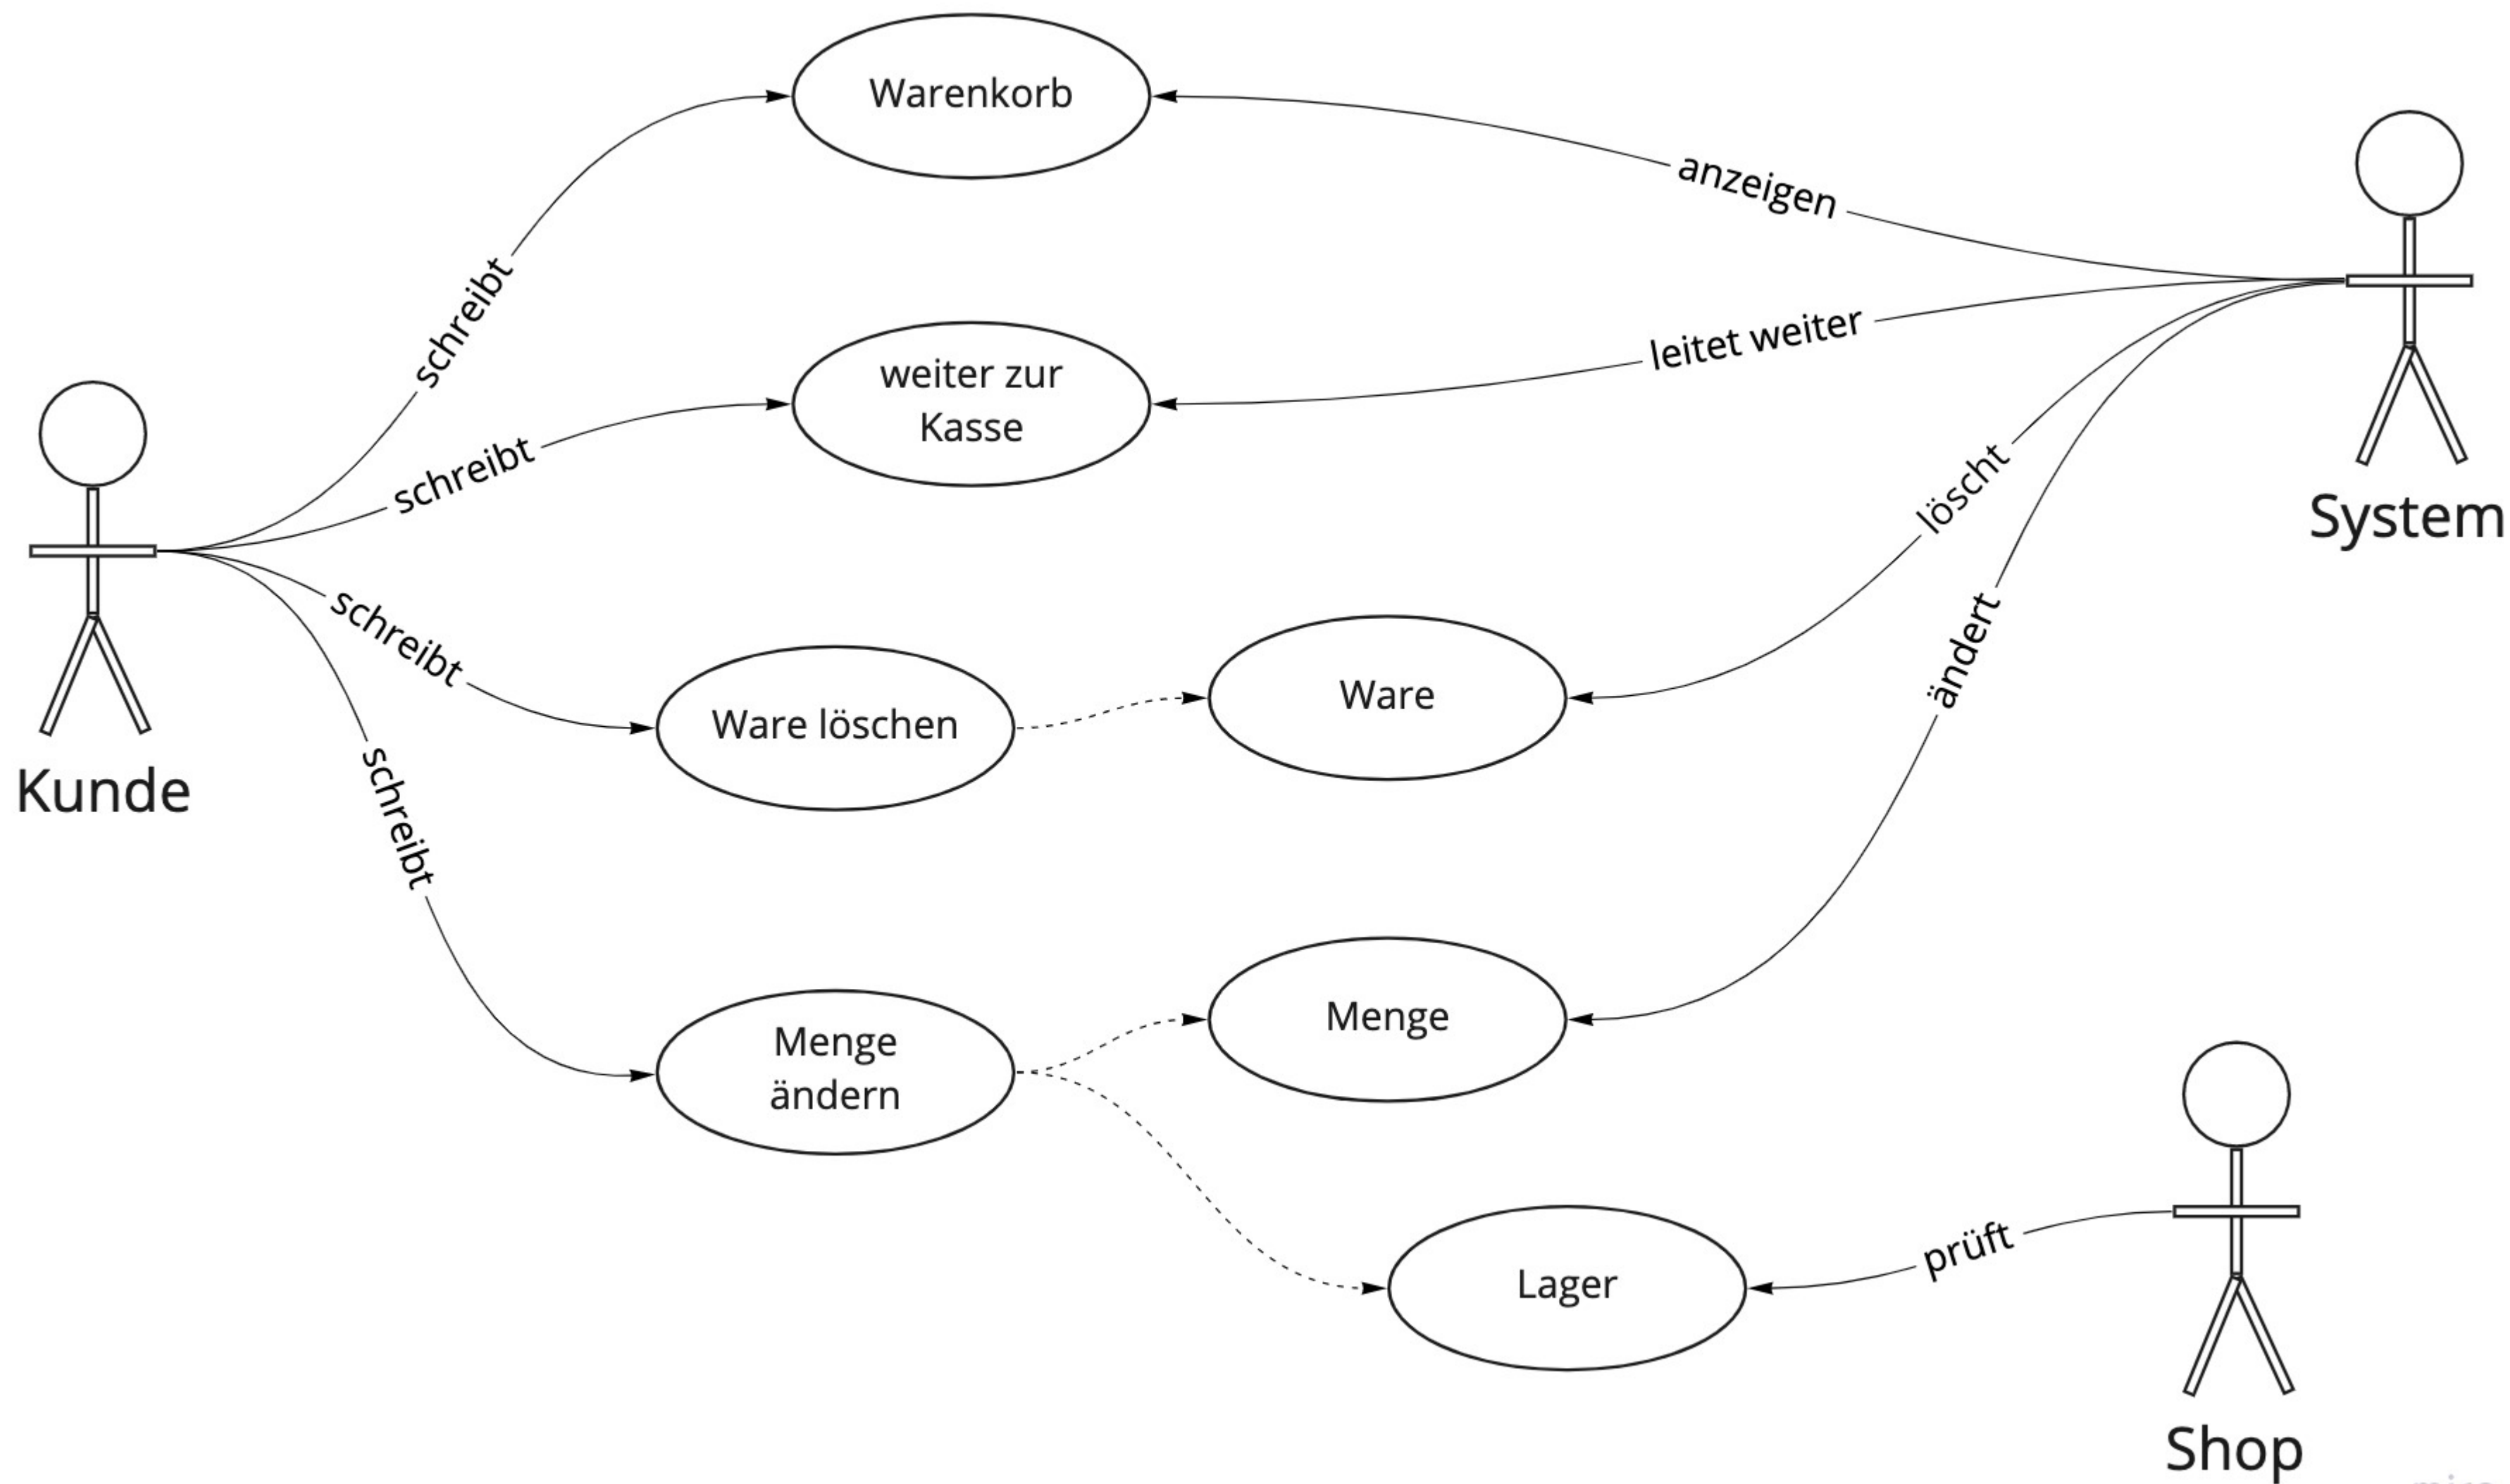 Warenkorb
anzeigen
schreibt
leitet weiter
weiter zur
Kasse
schreibt
löscht
System
schreibt
Ware löschen
Ware
ändert
Kunde
schreibt
Menge
Menge
ändern
prüft
Lager
Shop
miro